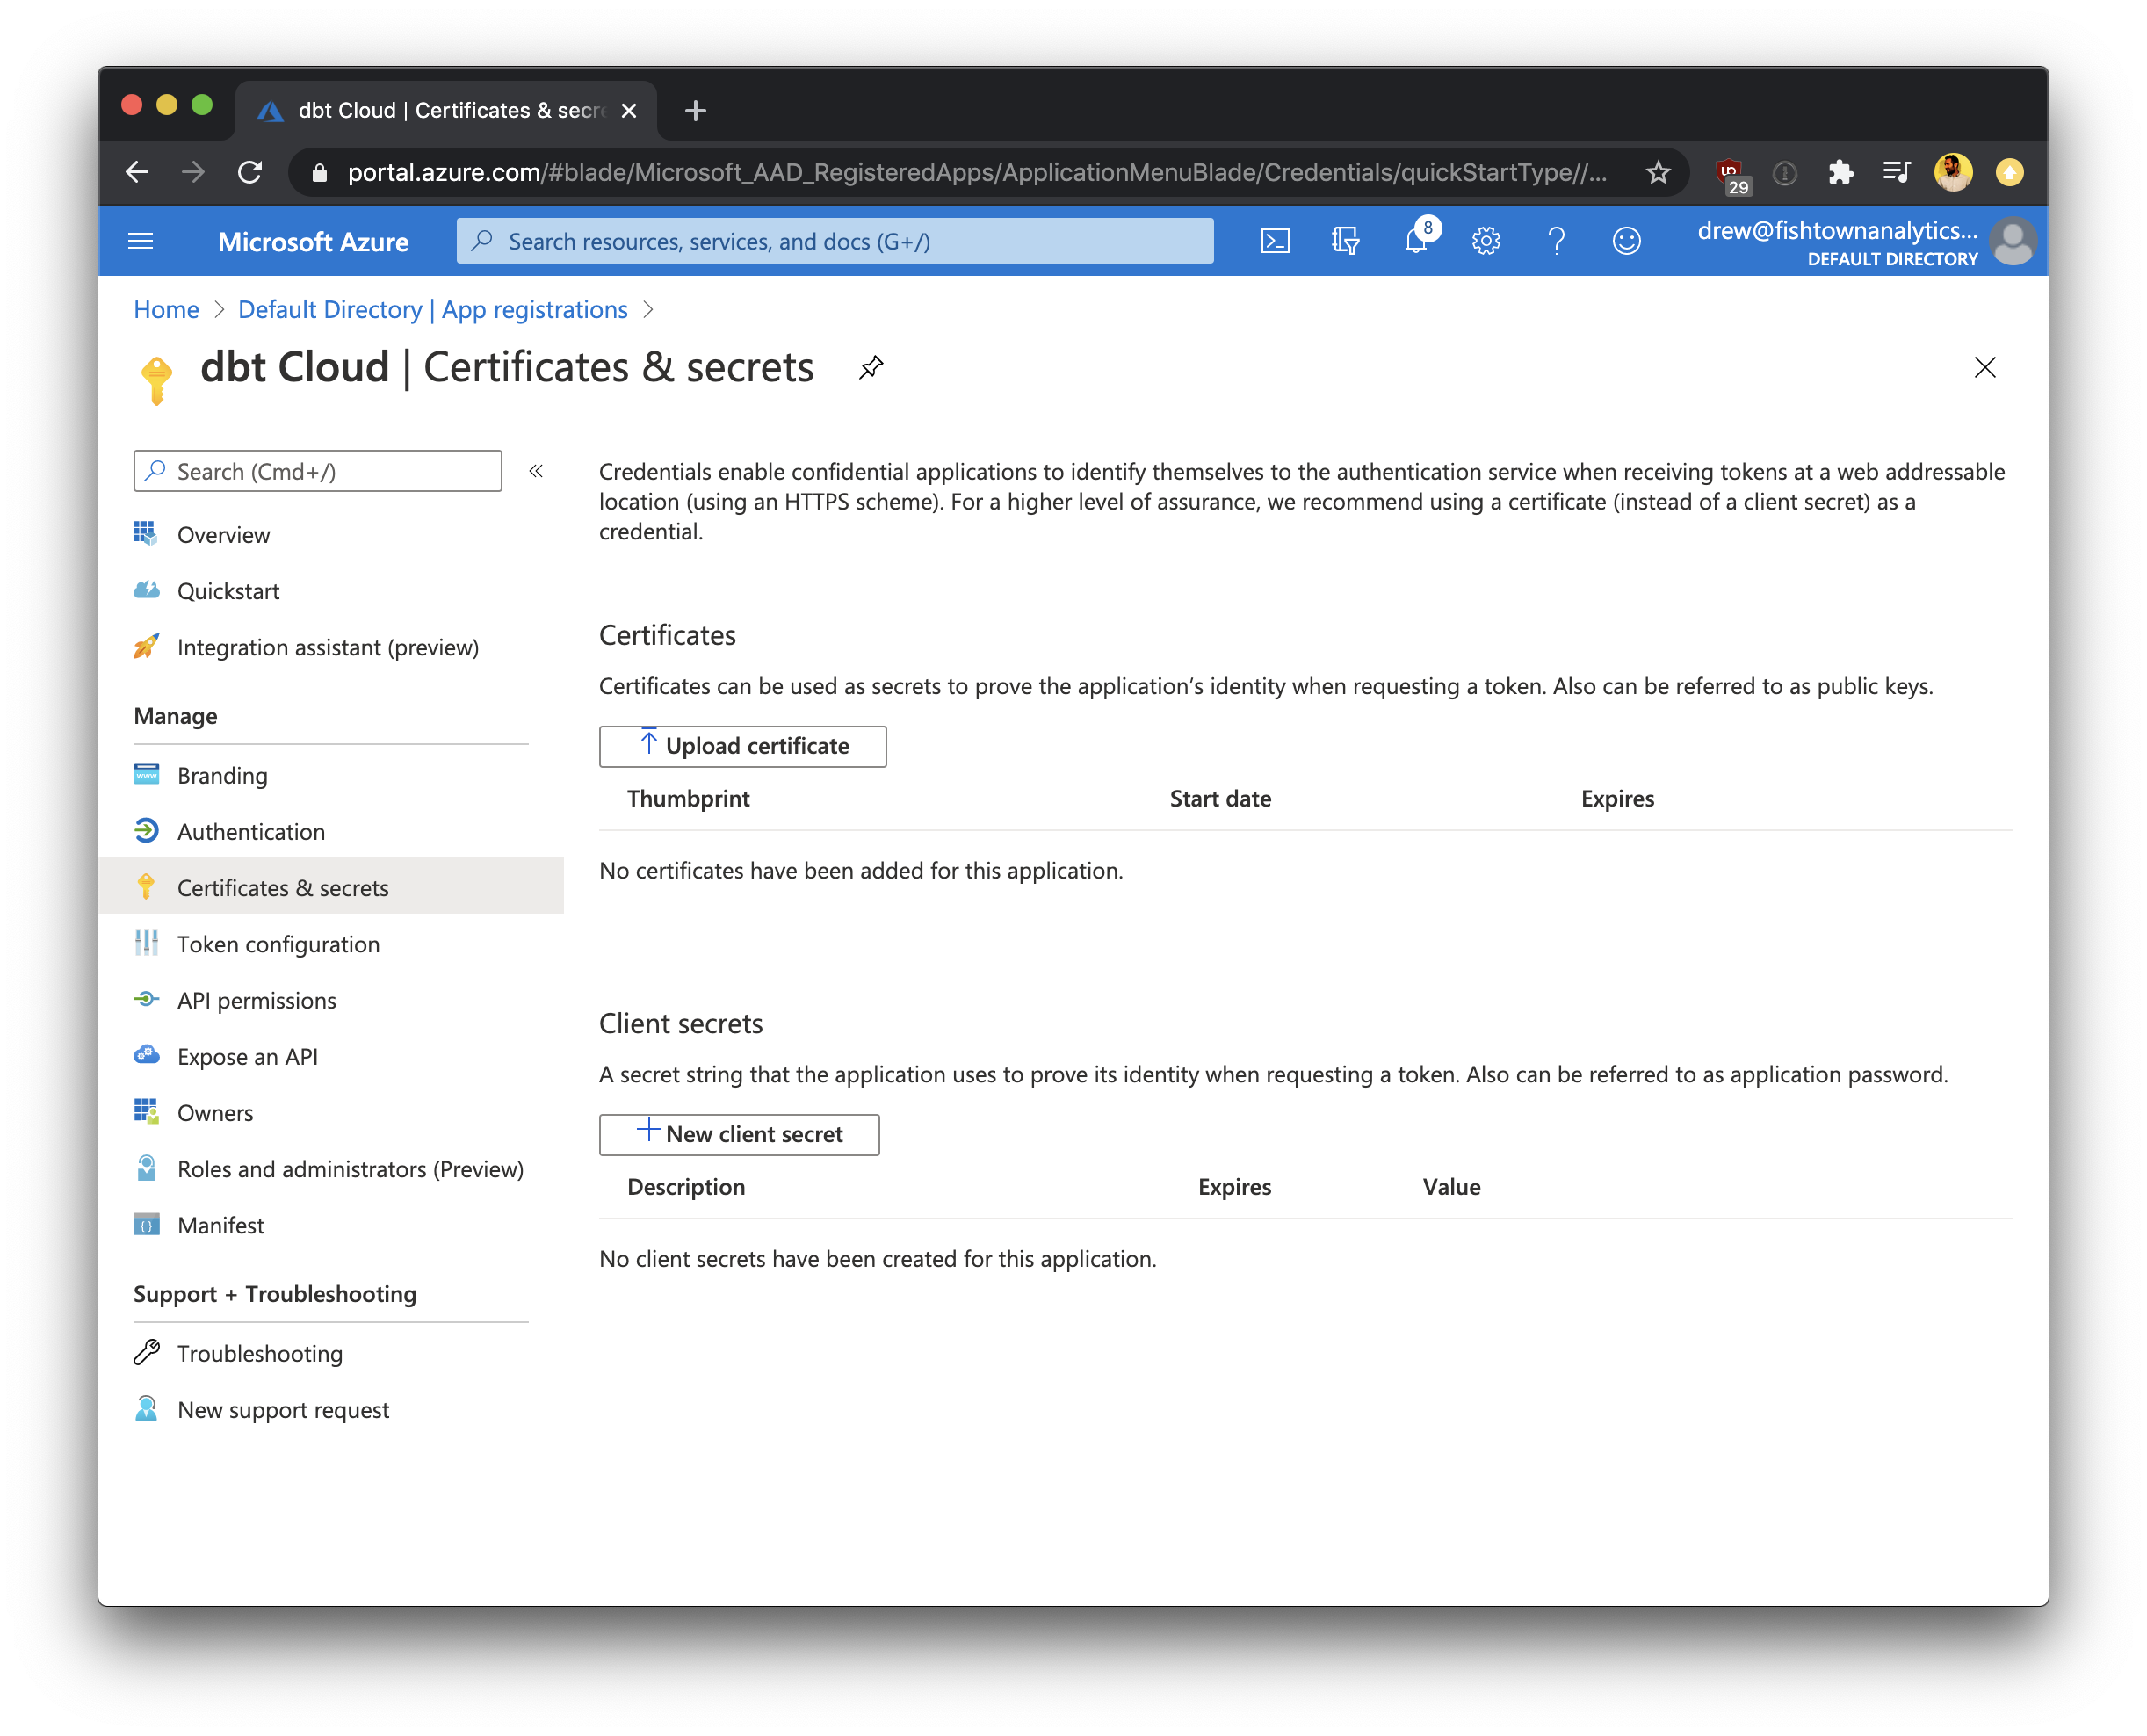 dbt Cloud | Certificates & secre
portal.azure.com/#blade/Microsoft_AAD_RegisteredApps/ApplicationMenuBlade/Credentials/quickStartType//...
29
Microsoft Azure
Search resources, services, and docs (G+/)
8
drew@fishtownanalytics...
DEFAULT DIRECTORY
Home > Default Directory | App registrations >
dbt Cloud | Certificates & secrets
Search (Cmd+/)
«
Overview
Quickstart
Integration assistant (preview)
Manage
Branding
Authentication
Certificates & secrets
Token configuration
API permissions
Expose an API
Owners
Roles and administrators (Preview)
Manifest
Support + Troubleshooting
Troubleshooting
New support request
Credentials enable confidential applications to identify themselves to the authentication service when receiving tokens at a web addressable
location (using an HTTPS scheme). For a higher level of assurance, we recommend using a certificate (instead of a client secret) as a
credential.
Certificates
Certificates can be used as secrets to prove the application’s identity when requesting a token. Also can be referred to as public keys.
Upload certificate
Thumbprint Start date Expires
No certificates have been added for this application.
Client secrets
A secret string that the application uses to prove its identity when requesting a token. Also can be referred to as application password.
New client secret
Description Expires Value
No client secrets have been created for this application.